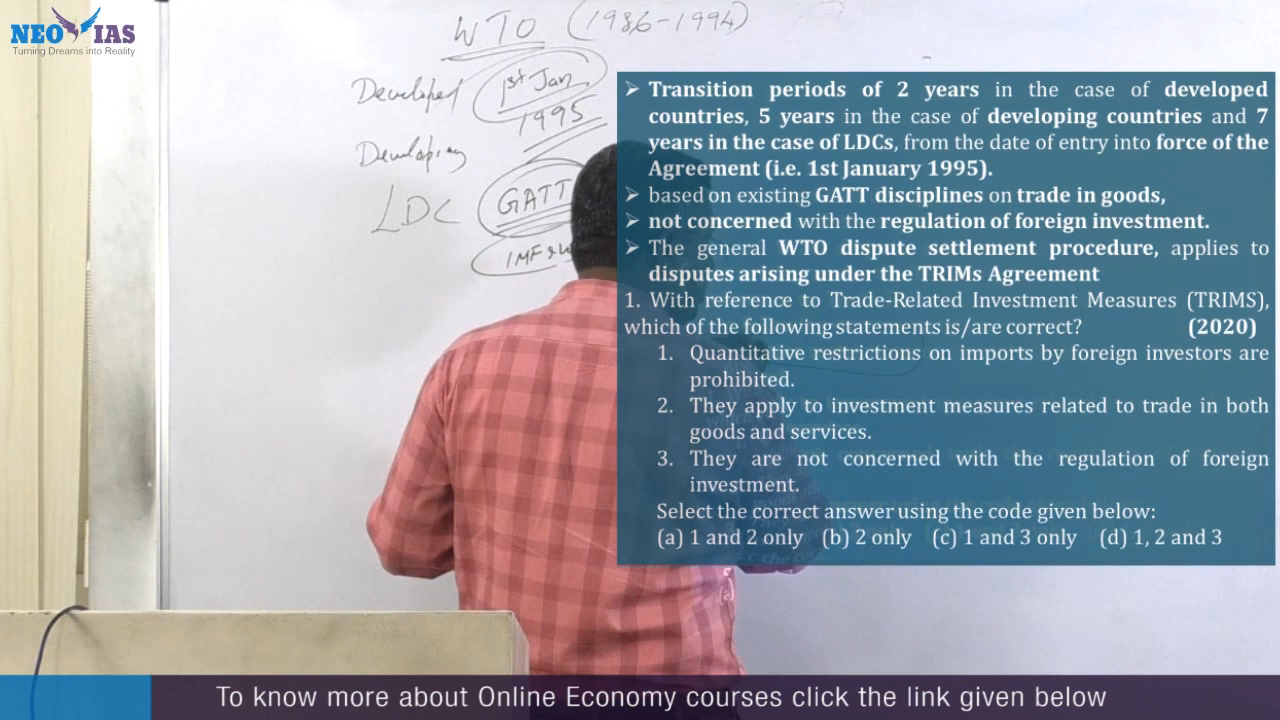 NEO IAS
Turning Dreams into Reality
WTO (1986-1994)
Developed
1st Jan
1995
Developing
LDC
GATT
IMF &
➢ Transition periods of 2 years in the case of developed
countries, 5 years in the case of developing countries and 7
years in the case of LDCs, from the date of entry into force of the
Agreement (i.e. 1st January 1995).
➢ based on existing GATT disciplines on trade in goods,
➢ not concerned with the regulation of foreign investment.
➢ The general WTO dispute settlement procedure, applies to
disputes arising under the TRIMs Agreement
1. With reference to Trade-Related Investment Measures (TRIMS),
which of the following statements is/are correct? (2020)
1. Quantitative restrictions on imports by foreign investors are
prohibited.
2. They apply to investment measures related to trade in both
goods and services.
3. They are not concerned with the regulation of foreign
investment.
Select the correct answer using the code given below:
(a) 1 and 2 only (b) 2 only (c) 1 and 3 only (d) 1, 2 and 3
To know more about Online Economy courses click the link given below